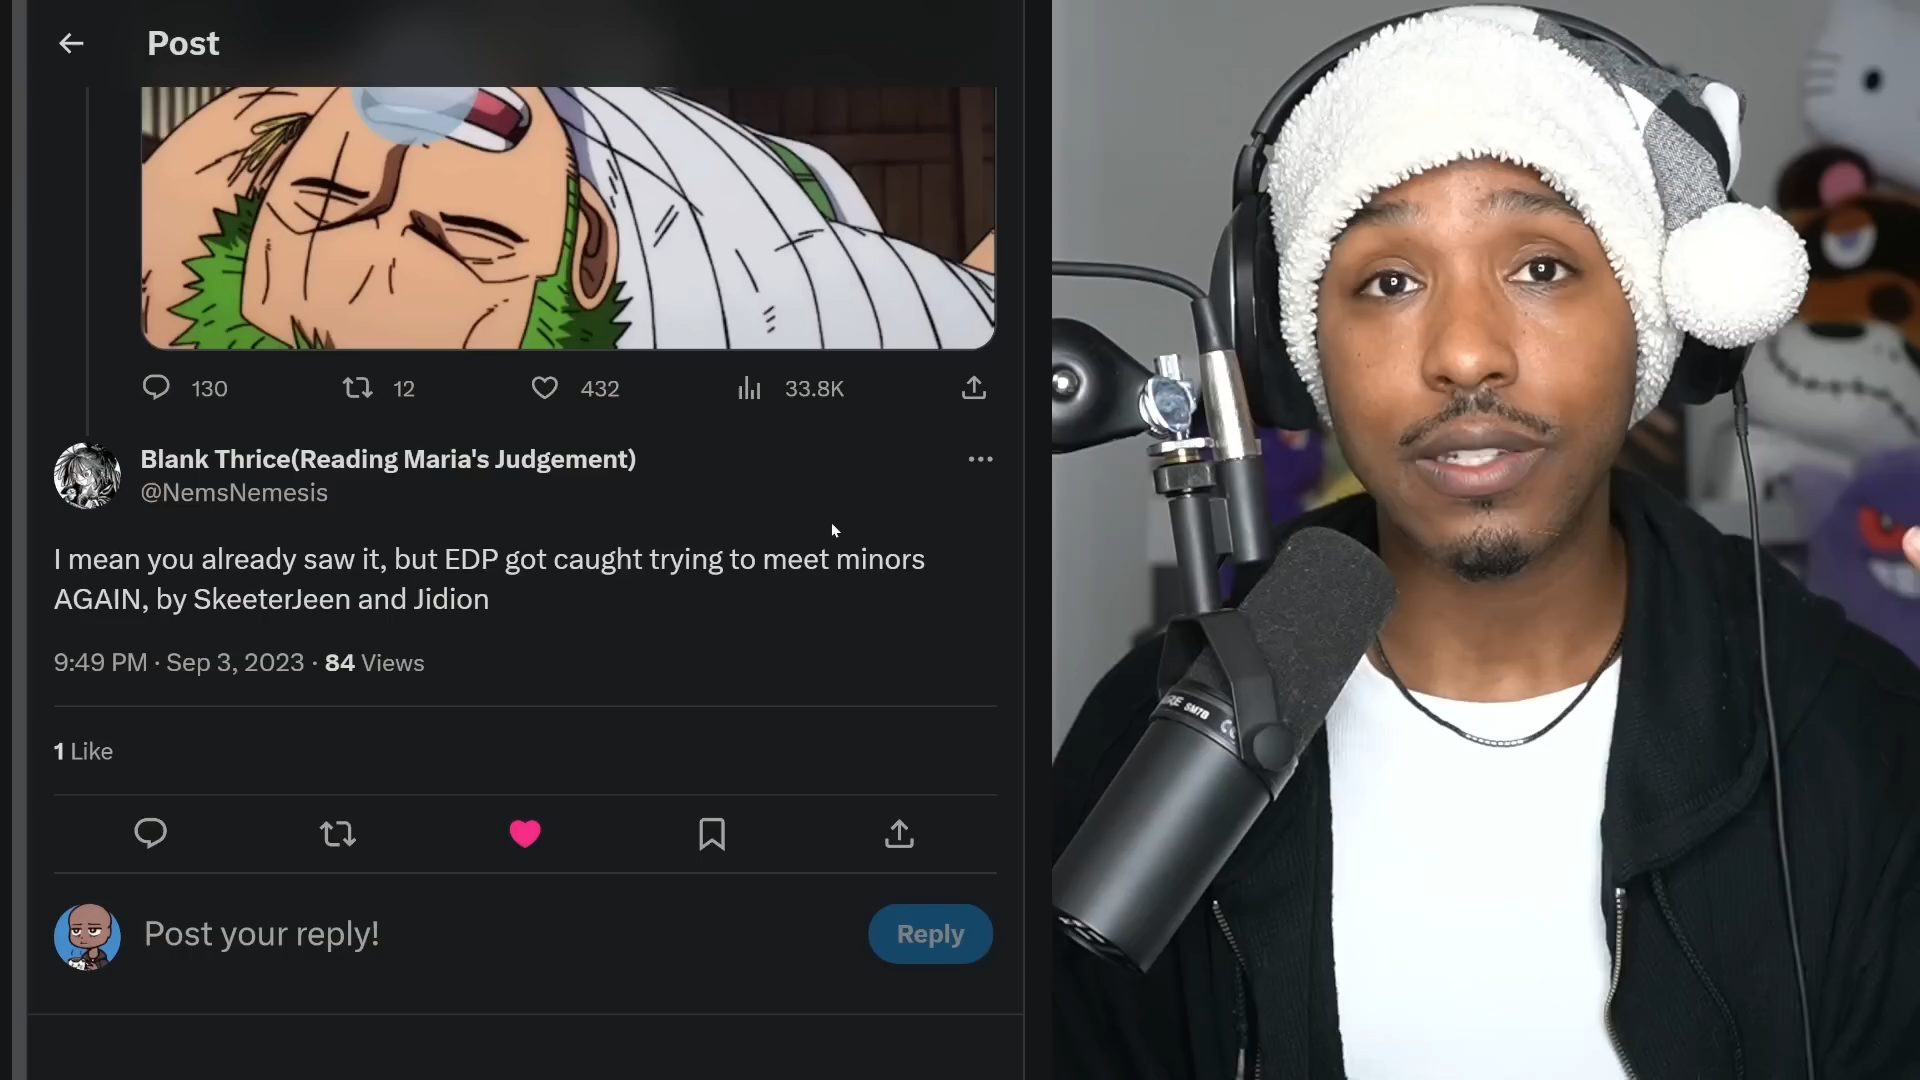 Post
130
12
432
33.8K
Blank Thrice(Reading Maria's Judgement)
@NemsNemesis
I mean you already saw it, but EDP got caught trying to meet minors
AGAIN, by SkeeterJeen and Jidion
9:49 PM · Sep 3, 2023 · 84 Views
1 Like
Post your reply!
Reply
SM7B